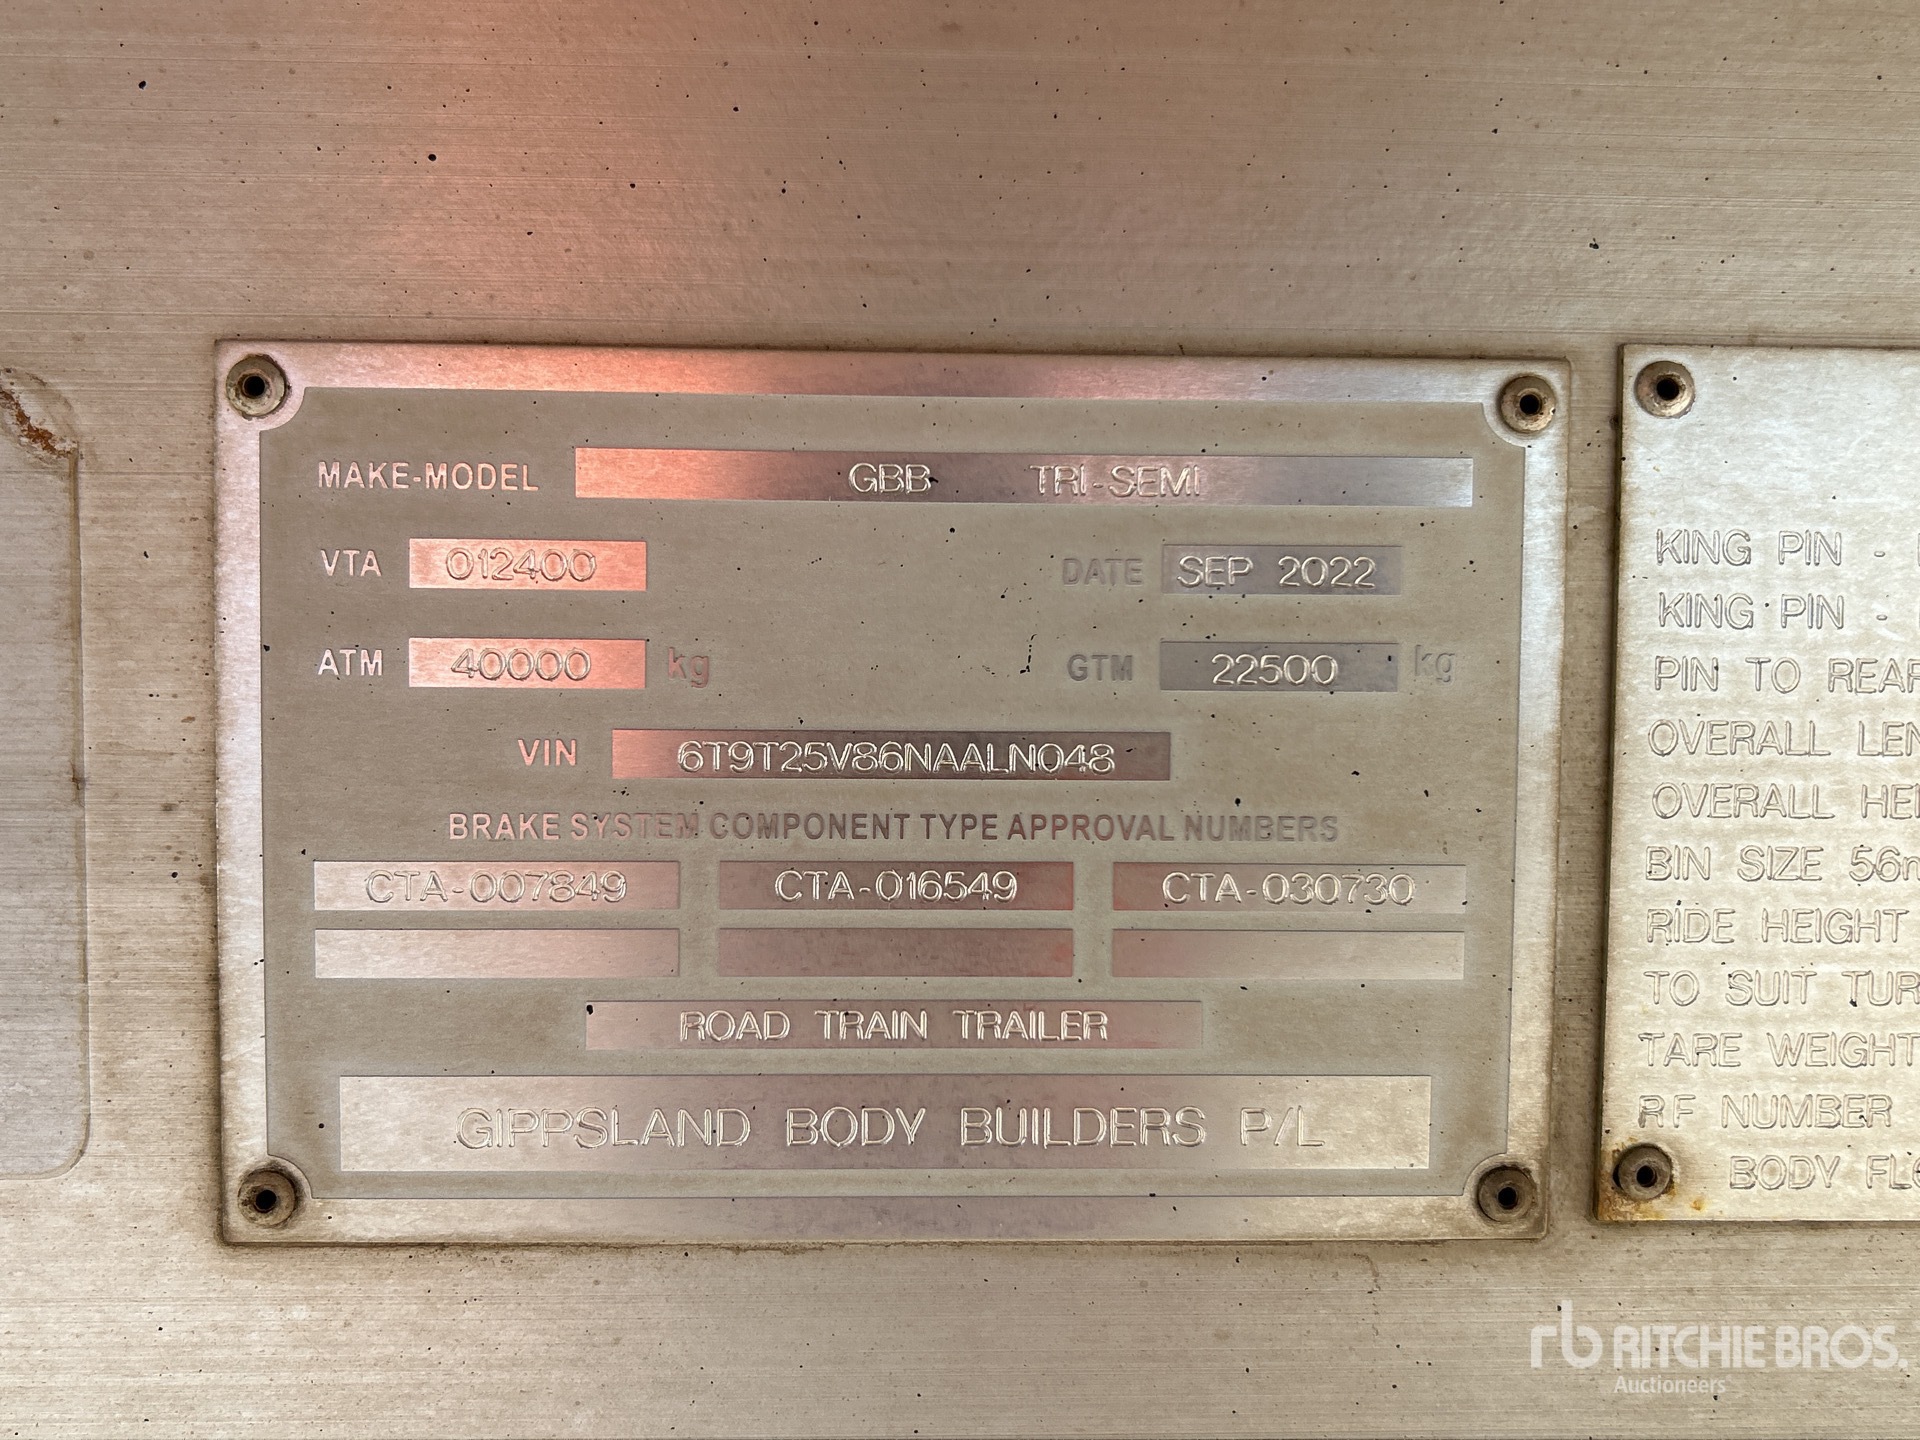 MAKE-MODEL GBB TRI-SEMI
VTA 012400 DATE SEP 2022
ATM 40000 kg GTM 22500 kg
VIN 6T9T25V86NAALN048
BRAKE SYSTEM COMPONENT TYPE APPROVAL NUMBERS
CTA-007849 CTA-016549 CTA-030730
ROAD TRAIN TRAILER
GIPPSLAND BODY BUILDERS P/L
KING PIN -
KING PIN -
PIN TO REAR
OVERALL
OVERALL
BIN SIZE
RIDE HEIGHT
TO SUIT
TARE WEIGHT
RF NUMBER
BODY
rb RITCHIE BROS.
Auctioneers